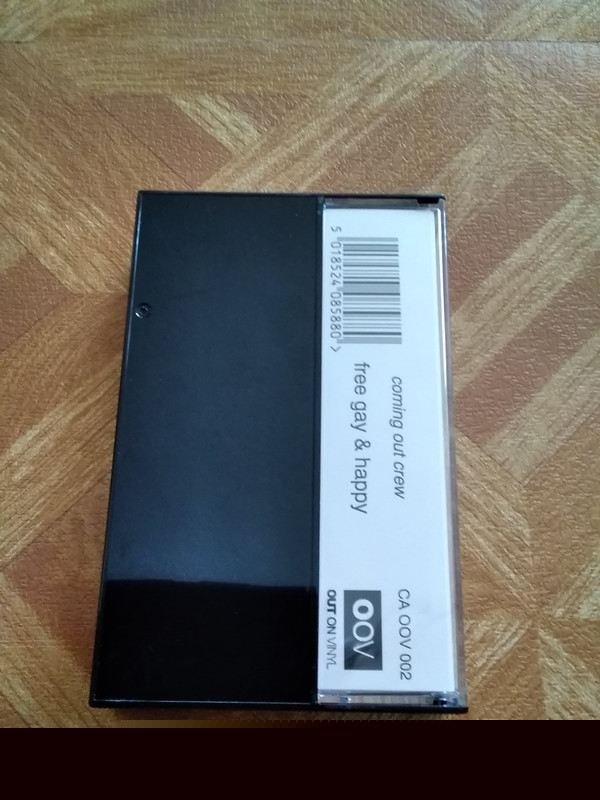 5 018524 085880 >
coming out crew
free gay & happy
CA OOV 002
OOV
OUT ON VINYL